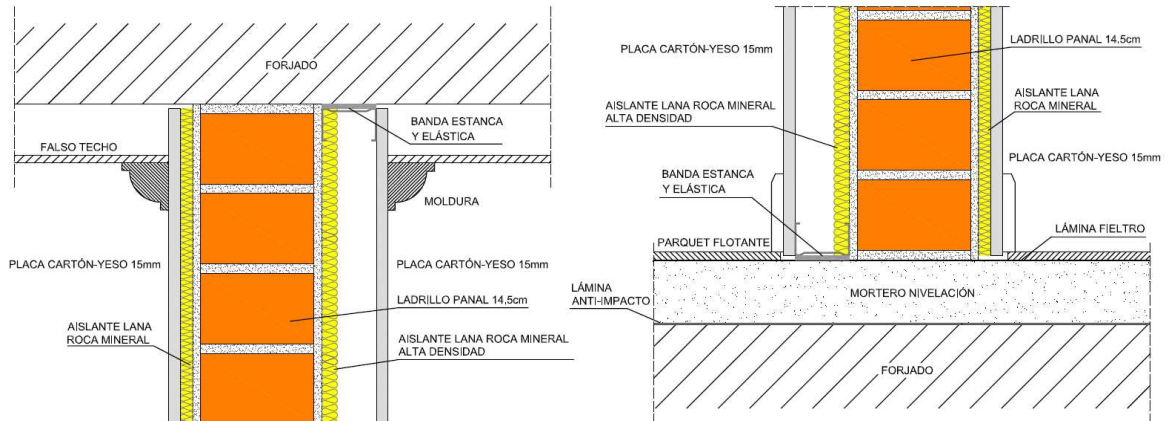 FORJADO
BANDA ESTANCA
Y ELÁSTICA
FALSO TECHO
MOLDURA
PLACA CARTÓN-YESO 15mm
PLACA CARTÓN-YESO 15mm
LADRILLO PANAL 14,5cm
AISLANTE LANA
ROCA MINERAL
AISLANTE LANA ROCA MINERAL
ALTA DENSIDAD
PLACA CARTÓN-YESO 15mm
LADRILLO PANAL 14.5cm
AISLANTE LANA ROCA MINERAL
ALTA DENSIDAD
AISLANTE LANA
ROCA MINERAL
PLACA CARTÓN-YESO 15mm
BANDA ESTANCA
Y ELÁSTICA
LÁMINA FIELTRO
PARQUET FLOTANTE
LÁMINA
ANTI-IMPACTO
MORTERO NIVELACIÓN
FORJADO